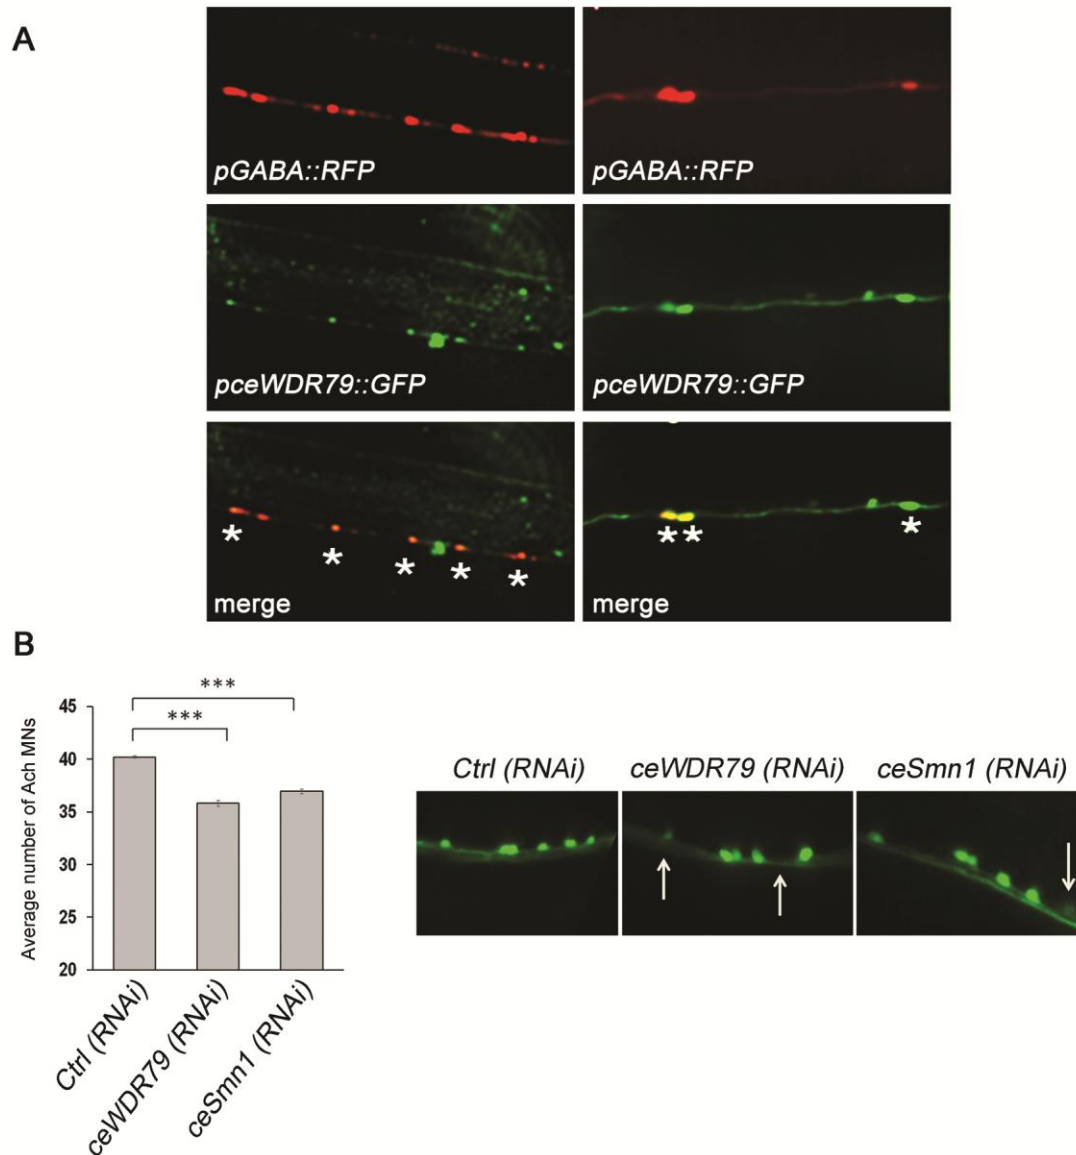 A
pGABA::RFP
pGABA::RFP
pceWDR79::GFP
pceWDR79::GFP
* * * * *
** *
merge
merge
B
***
***
45
40
35
30
25
20
Average number of Ach MNs
Ctrl (RNAi)
ceWDR79 (RNAi)
ceSmn1 (RNAi)
Ctrl (RNAi)
ceWDR79 (RNAi)
ceSmn1 (RNAi)